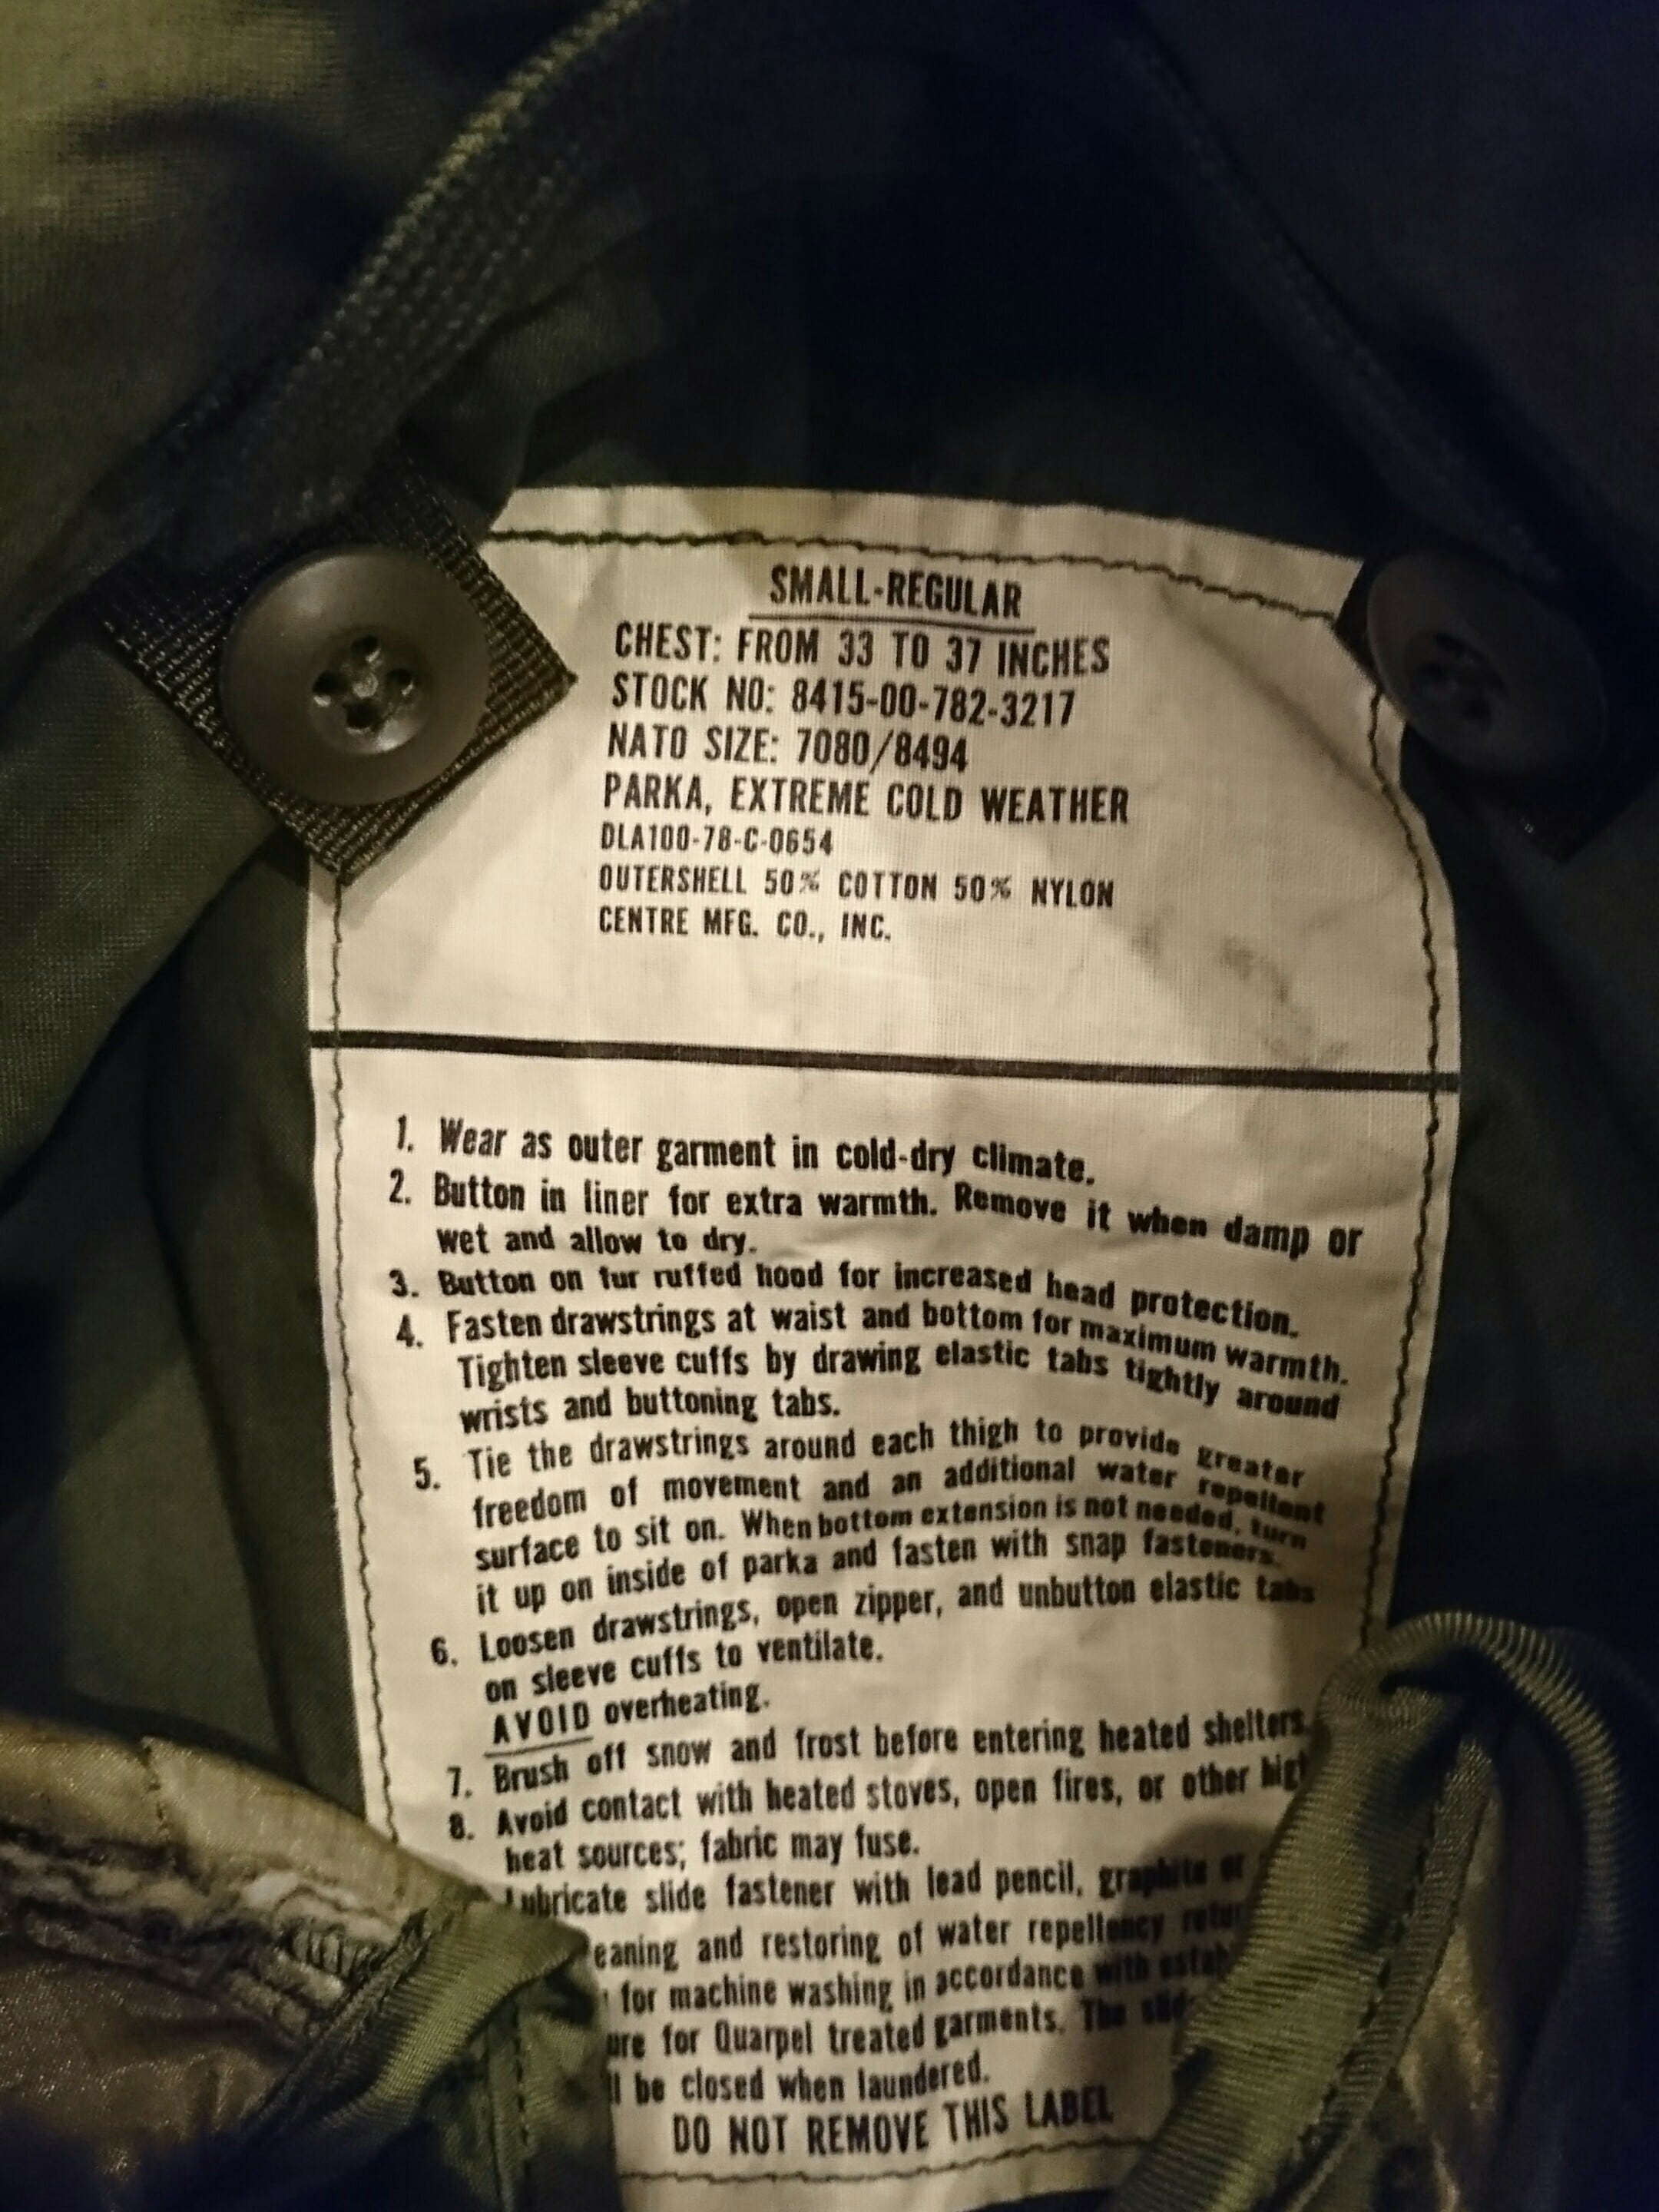 SMALL-REGULAR
CHEST: FROM 33 TO 37 INCHES
STOCK NO: 8415-00-782-3217
NATO SIZE: 7080/8494
PARKA, EXTREME COLD WEATHER
DLA100-78-C-0654
OUTERSHELL 50% COTTON 50% NYLON
CENTRE MFG. CO., INC.
1. Wear as outer garment in cold-dry climate.
2. Button in liner for extra warmth. Remove it when damp or
wet and allow to dry.
3. Button on fur ruffed hood for increased head protection.
4. Fasten drawstrings at waist and bottom for maximum warmth.
Tighten sleeve cuffs by drawing elastic tabs tightly around
wrists and buttoning tabs.
5. Tie the drawstrings around each thigh to provide greater
freedom of movement and an additional water repellent
surface to sit on. When bottom extension is not needed, turn
it up on inside of parka and fasten with snap fasteners.
6. Loosen drawstrings, open zipper, and unbutton elastic tabs
on sleeve cuffs to ventilate.
AVOID overheating.
7. Brush off snow and frost before entering heated shelters.
8. Avoid contact with heated stoves, open fires, or other
heat sources; fabric may fuse.
Lubricate slide fastener with lead pencil, graphite or
and restoring of water repellency
for machine washing in accordance with
for Quarpel treated garments. The
be closed when laundered.
DO NOT REMOVE THIS LABEL